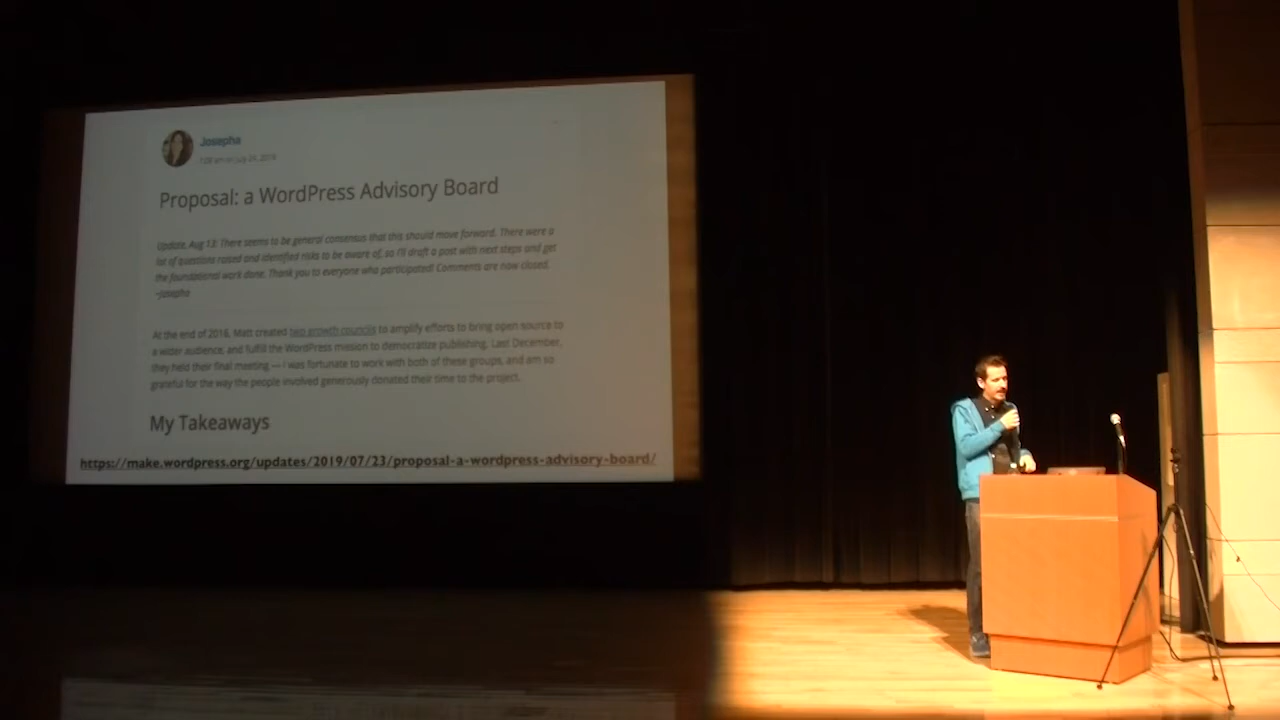 Josepha
Proposal: a WordPress Advisory Board
Update, Aug 13: There seems to be general consensus that this should move forward. There were a
lot of questions raised and identified risks to be aware of, so I'll draft a post with next steps and get
the foundational work done. Thank you to everyone who participated! Comments are now closed.
~Josepha
At the end of 2016, Matt created two growth councils to amplify efforts to bring open source to
a wider audience, and fulfill the WordPress mission to democratize publishing. Last December,
they held their final meeting — I was fortunate to work with both of these groups, and am so
grateful for the way the people involved generously donated their time to the project.
My Takeaways
https://make.wordpress.org/updates/2019/07/23/proposal-a-wordpress-advisory-board/